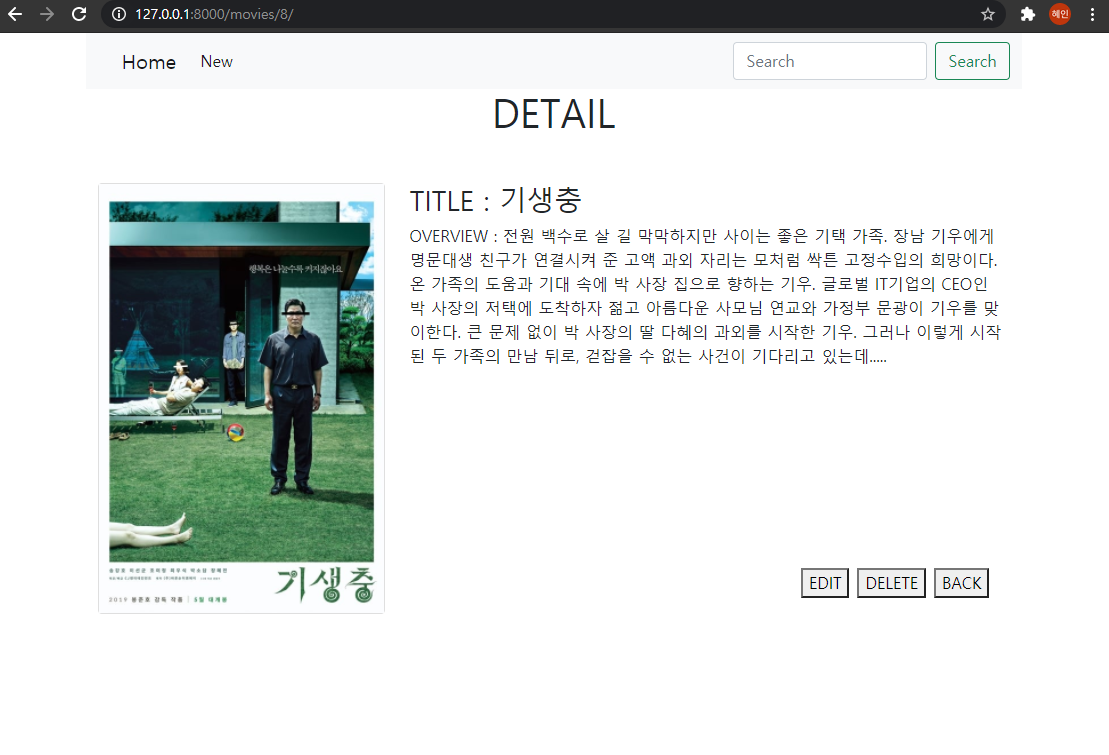 127.0.0.1:8000/movies/8/
혜인
Home New Search Search
DETAIL
TITLE : 기생충
OVERVIEW : 전원 백수로 살 길 막막하지만 사이는 좋은 기택 가족. 장남 기우에게
명문대생 친구가 연결시켜 준 고액 과외 자리는 모처럼 싹튼 고정수입의 희망이다.
온 가족의 도움과 기대 속에 박 사장 집으로 향하는 기우. 글로벌 IT기업의 CEO인
박 사장의 저택에 도착하자 젊고 아름다운 사모님 연교와 가정부 문광이 기우를 맞
이한다. 큰 문제 없이 박 사장의 딸 다혜의 과외를 시작한 기우. 그러나 이렇게 시작
된 두 가족의 만남 뒤로, 걷잡을 수 없는 사건이 기다리고 있는데.....
행복은 나눌수록 커지잖아요
기생충
2019 봉준호 감독 작품 | 5월 대개봉
EDIT DELETE BACK